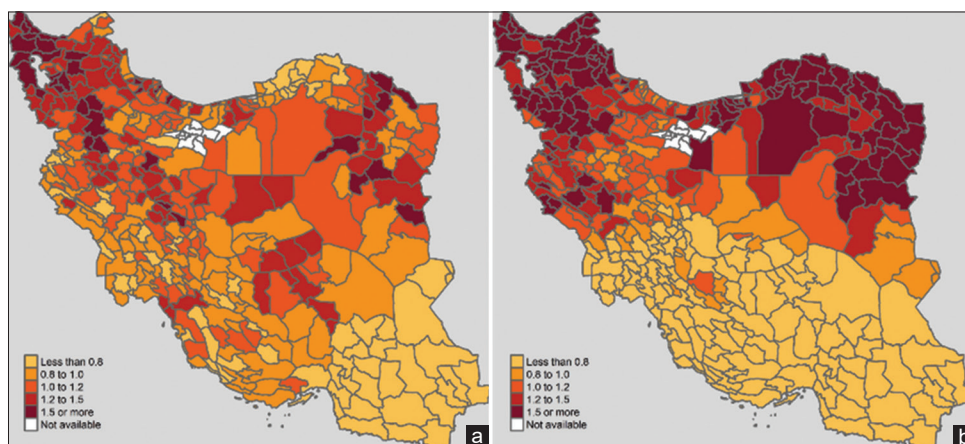 Less than 0.8
0.8 to 1.0
1.0 to 1.2
1.2 to 1.5
1.5 or more
Not available
a
Less than 0.8
0.8 to 1.0
1.0 to 1.2
1.2 to 1.5
1.5 or more
Not available
b